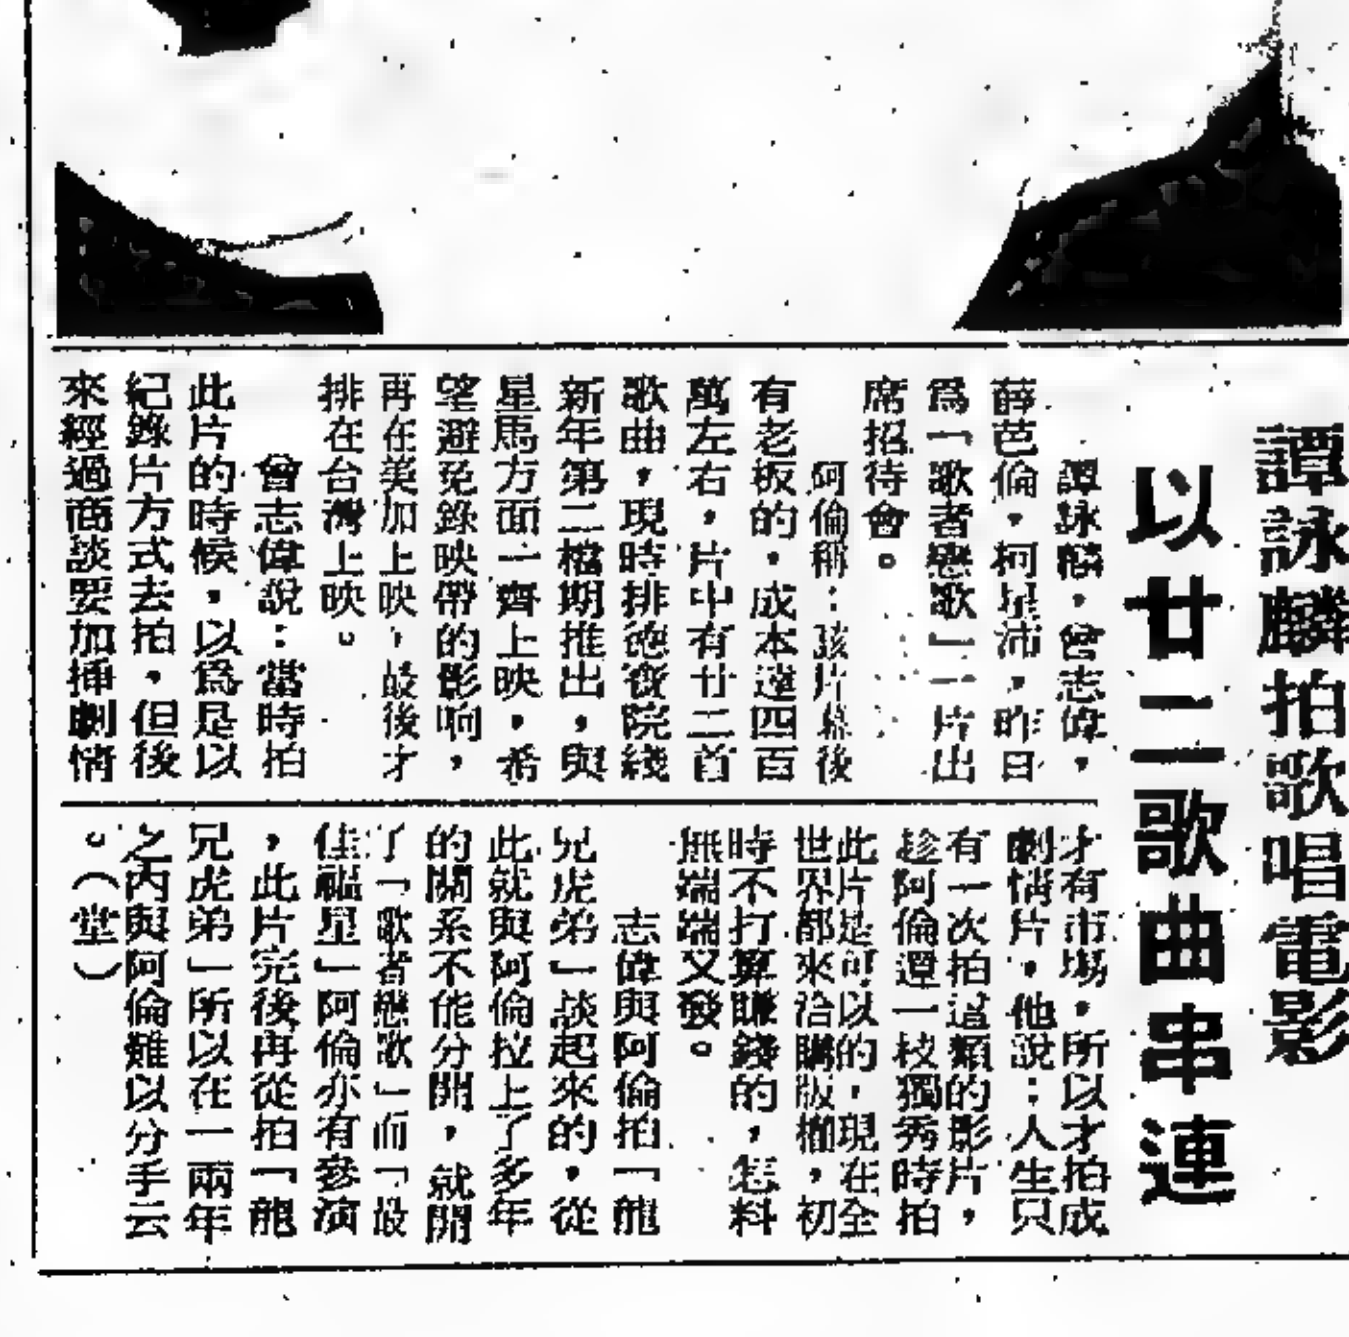 譚詠麟拍歌唱電影
以廿二歌曲串連
譚詠麟，曾志偉，
薛芭倫，柯星沛，昨日
爲「歌者戀歌」一片出
席招待會。
阿倫稱：該片幕後
有老板的，成本達四百
萬左右，片中有廿二首
歌曲，現時排德寶院綫
新年第二檔期推出，與
星馬方面一齊上映，希
望避免錄映帶的影响，
再在美加上映，最後才
排在台灣上映。
曾志偉說：當時拍
此片的時候，以爲是以
紀錄片方式去拍，但後
來經過商談要加揷劇情
才有市場，所以才拍成
劇情片，他說：人生只
有一次拍這類的影片，
趁阿倫還一枝獨秀時拍
此片是可以的，現在全
世界都來洽購版權，初
時不打算賺錢的，怎料
無端端又發。
志偉與阿倫拍「龍
兄虎弟」談起來的，從
此就與阿倫拉上了多年
的關系不能分開，就開
了「歌者戀歌」而「最
佳福星」阿倫亦有參演
，此片完後再從拍「龍
兄虎弟」所以在一兩年
之內與阿倫難以分手云
。（堂）